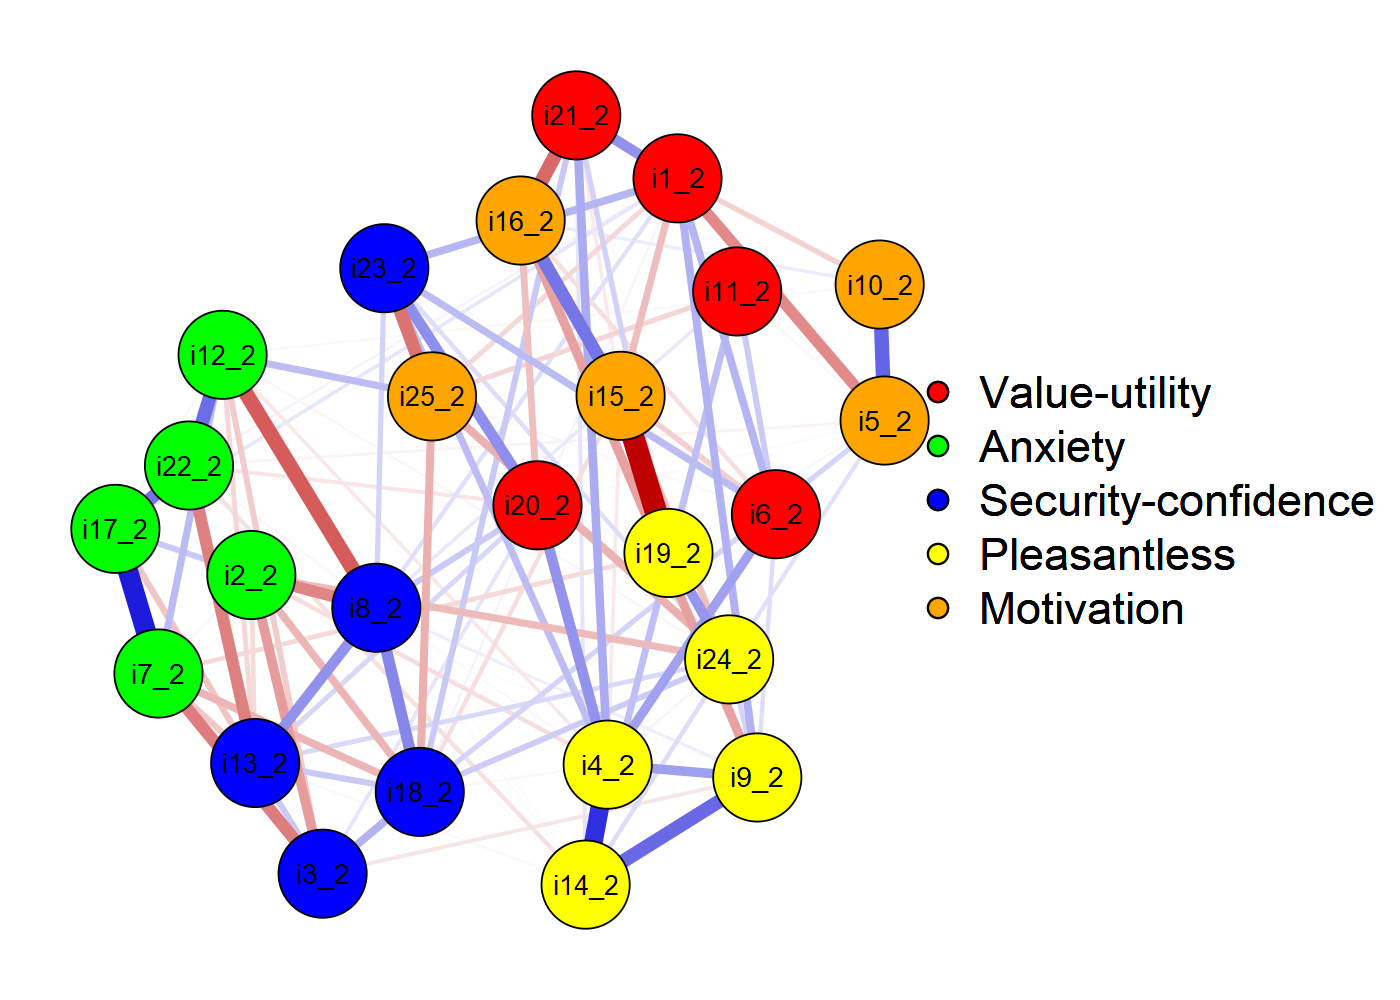 i21_2
i1_2
i16_2
i23_2
i11_2
i10_2
i12_2
i25_2
i15_2
i5_2
i22_2
i20_2
i6_2
i17_2
i19_2
i2_2
i8_2
i24_2
i7_2
i13_2
i4_2
i9_2
i18_2
i3_2
i14_2
Value-utility
Anxiety
Security-confidence
Pleasantless
Motivation